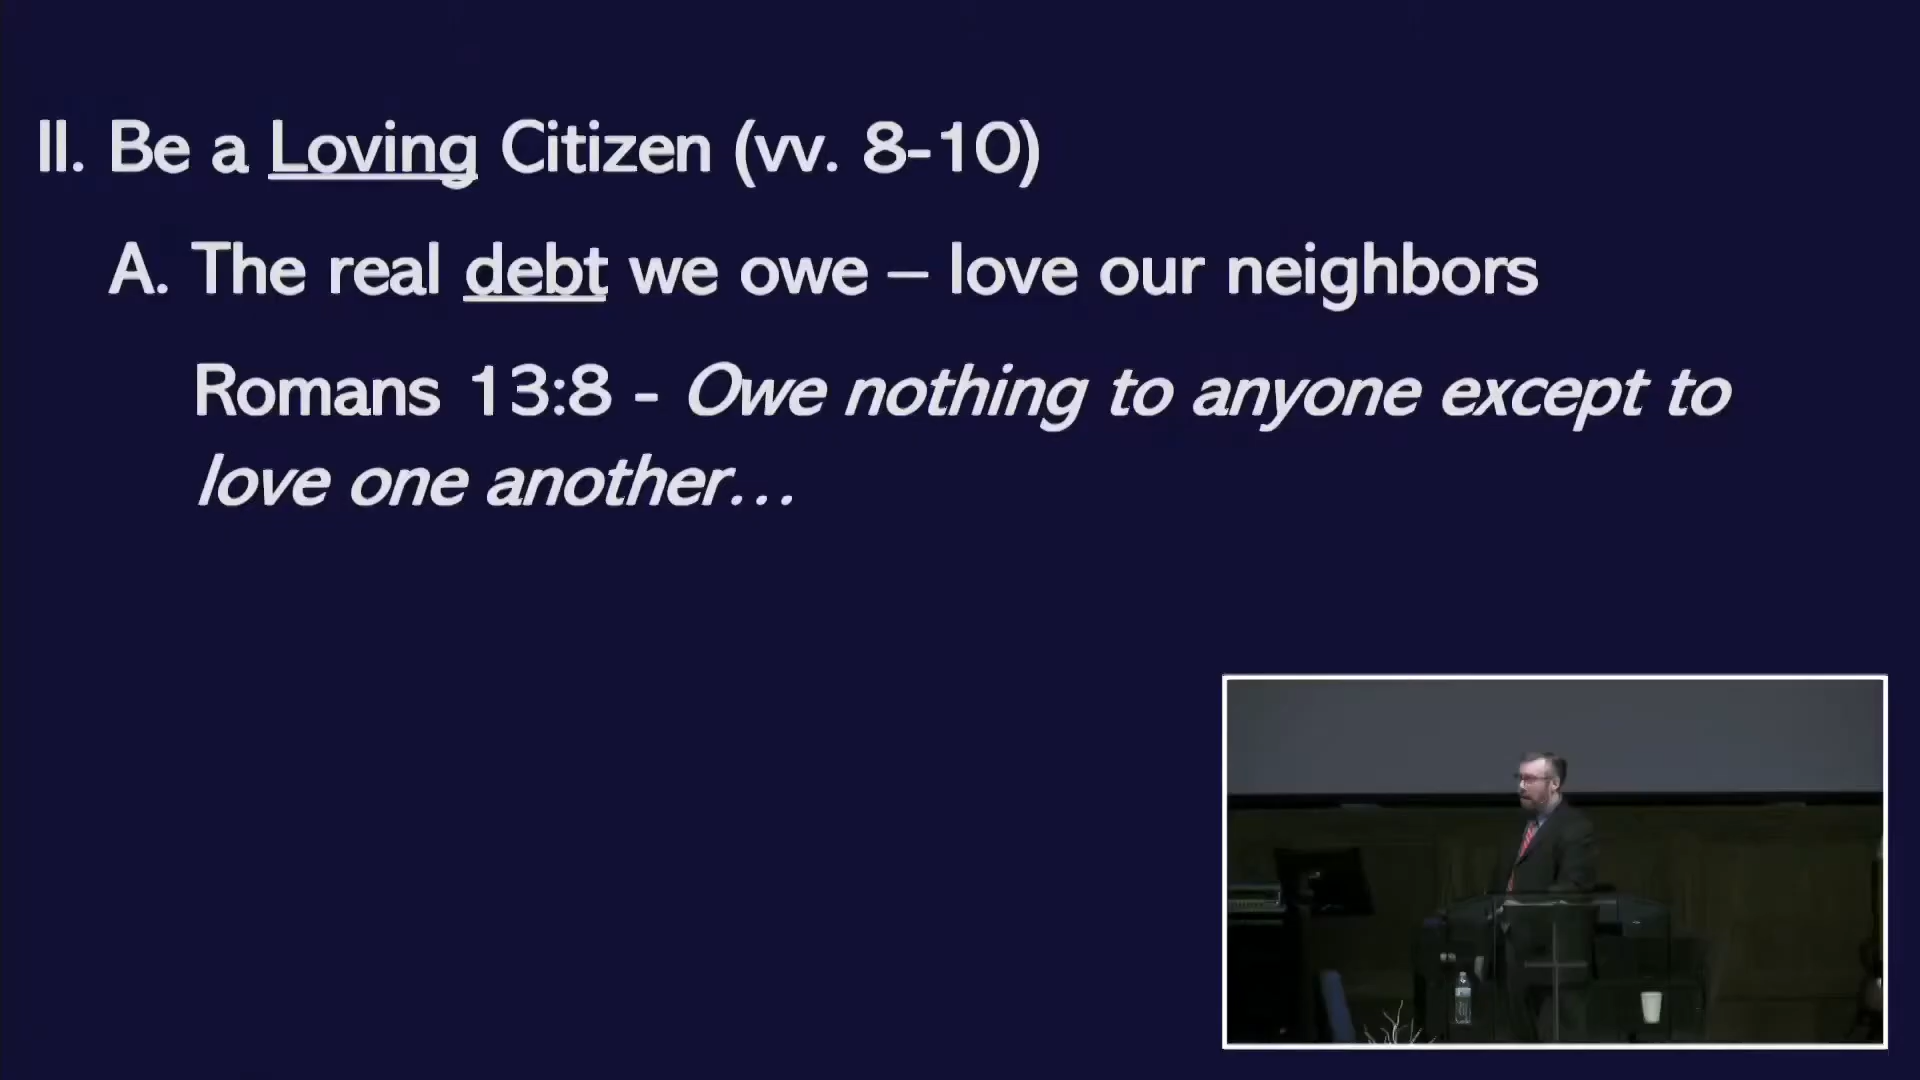 II. Be a Loving Citizen (vv. 8-10)
A. The real debt we owe – love our neighbors
Romans 13:8 - Owe nothing to anyone except to
love one another…